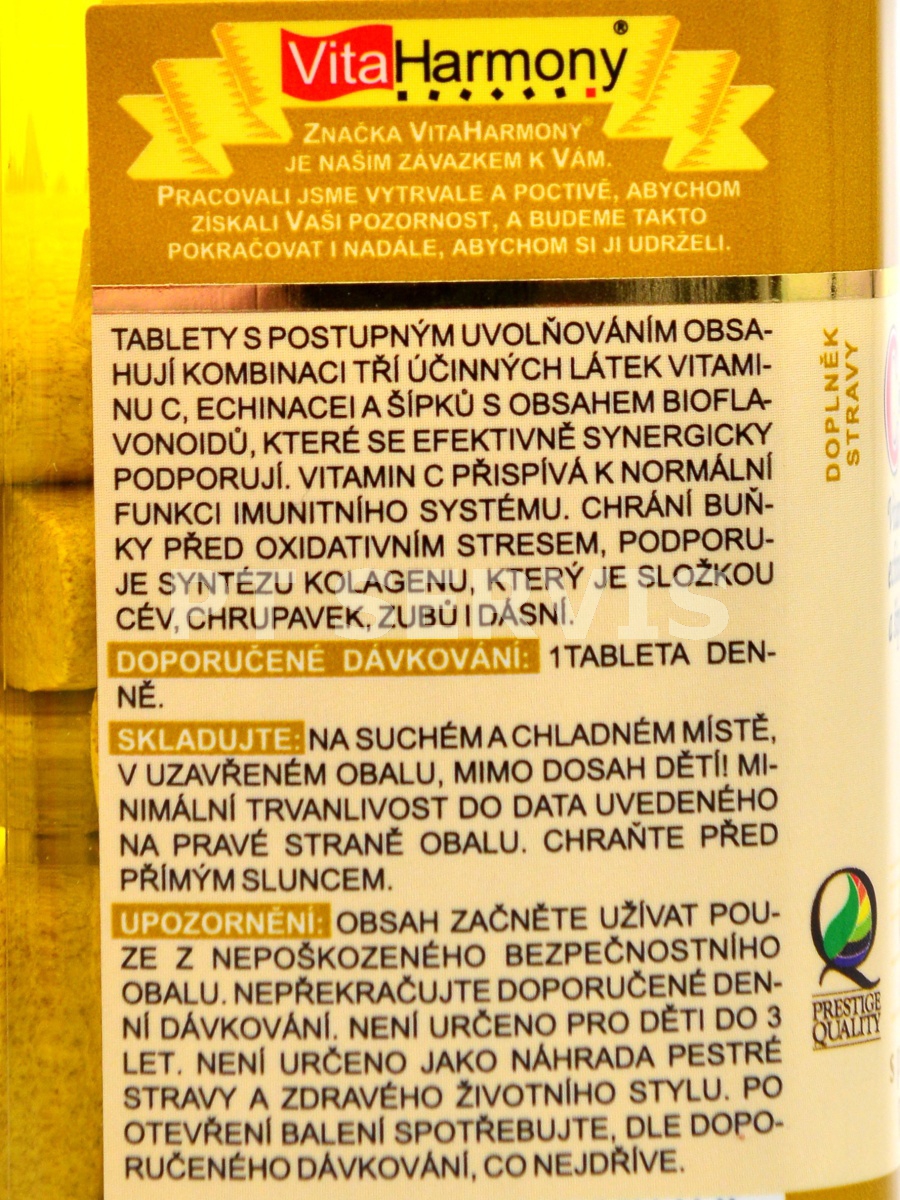 VitaHarmony®
ZNAČKA VITAHARMONY®
JE NAŠIM ZÁVAZKEM K VÁM.
PRACOVALI JSME VYTRVALE A POCTIVĚ, ABYCHOM
ZÍSKALI VAŠI POZORNOST, A BUDEME TAKTO
POKRAČOVAT I NADÁLE, ABYCHOM SI JI UDRŽELI.
TABLETY S POSTUPNÝM UVOLŇOVÁNÍM OBSA-
HUJÍ KOMBINACI TŘÍ ÚČINNÝCH LÁTEK VITAMI-
NU C, ECHINACEI A ŠÍPKŮ S OBSAHEM BIOFLA-
VONOIDŮ, KTERÉ SE EFEKTIVNĚ SYNERGICKY
PODPORUJÍ. VITAMIN C PŘISPÍVÁ K NORMÁLNÍ
FUNKCI IMUNITNÍHO SYSTÉMU. CHRÁNÍ BUŇ-
KY PŘED OXIDATIVNÍM STRESEM, PODPORU-
JE SYNTÉZU KOLAGENU, KTERÝ JE SLOŽKOU
CÉV, CHRUPAVEK, ZUBŮ I DÁSNÍ.
DOPORUČENÉ DÁVKOVÁNÍ: 1TABLETA DEN-
NĚ.
SKLADUJTE: NA SUCHÉM A CHLADNÉM MÍSTĚ,
V UZAVŘENÉM OBALU, MIMO DOSAH DĚTÍ! MI-
NIMÁLNÍ TRVANLIVOST DO DATA UVEDENÉHO
NA PRAVÉ STRANĚ OBALU. CHRAŇTE PŘED
PŘÍMÝM SLUNCEM.
UPOZORNĚNÍ: OBSAH ZAČNĚTE UŽÍVAT POU-
ZE Z NEPOŠKOZENÉHO BEZPEČNOSTNÍHO
OBALU. NEPŘEKRAČUJTE DOPORUČENÉ DEN-
NÍ DÁVKOVÁNÍ. NENÍ URČENO PRO DĚTI DO 3
LET. NENÍ URČENO JAKO NÁHRADA PESTRÉ
STRAVY A ZDRAVÉHO ŽIVOTNÍHO STYLU. PO
OTEVŘENÍ BALENÍ SPOTŘEBUJTE, DLE DOPO-
RUČENÉHO DÁVKOVÁNÍ, CO NEJDŘÍVE.
DOPLNĚK
STRAVY
PRESTIGE
QUALITY
SERVIS